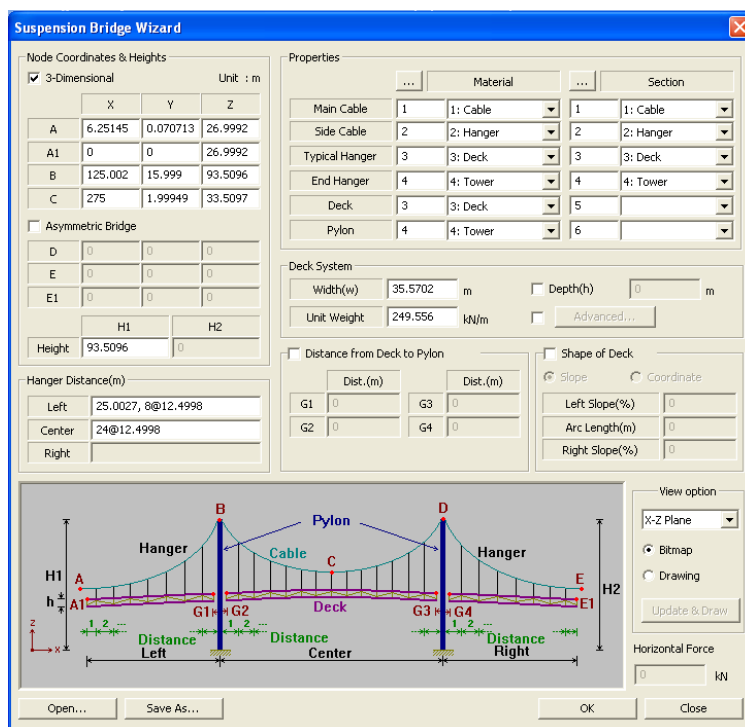 Suspension Bridge Wizard
Node Coordinates & Heights
3-Dimensional Unit : m
X Y Z
A 6.25145 0.070713 26.9992
A1 0 0 26.9992
B 125.002 15.999 93.5096
C 275 1.99949 33.5097
Asymmetric Bridge
D 0 0 0
E 0 0 0
E1 0 0 0
H1 H2
Height 93.5096 0
Hanger Distance(m)
Left 25.0027, 8@12.4998
Center 24@12.4998
Right
Properties
... Material ... Section
Main Cable 1 1: Cable 1 1: Cable
Side Cable 2 2: Hanger 2 2: Hanger
Typical Hanger 3 3: Deck 3 3: Deck
End Hanger 4 4: Tower 4 4: Tower
Deck 3 3: Deck 5
Pylon 4 4: Tower 6
Deck System
Width(w) 35.5702 m Depth(h) 0 m
Unit Weight 249.556 kN/m Advanced...
Distance from Deck to Pylon
Dist.(m) Dist.(m)
G1 0 G3 0
G2 0 G4 0
Shape of Deck
Slope Coordinate
Left Slope(%) 0
Arc Length(m) 0
Right Slope(%) 0
B Pylon D
Hanger Cable Hanger
A C E
H1 H2
h
A1 G1 G2 Deck G3 G4 E1
1 2 ... 1 2 ... ... 2 1 ... 2 1
Distance Distance Distance
z
x
Left Center Right
View option
X-Z Plane
Bitmap
Drawing
Update & Draw
Horizontal Force
0 kN
Open... Save As... OK Close